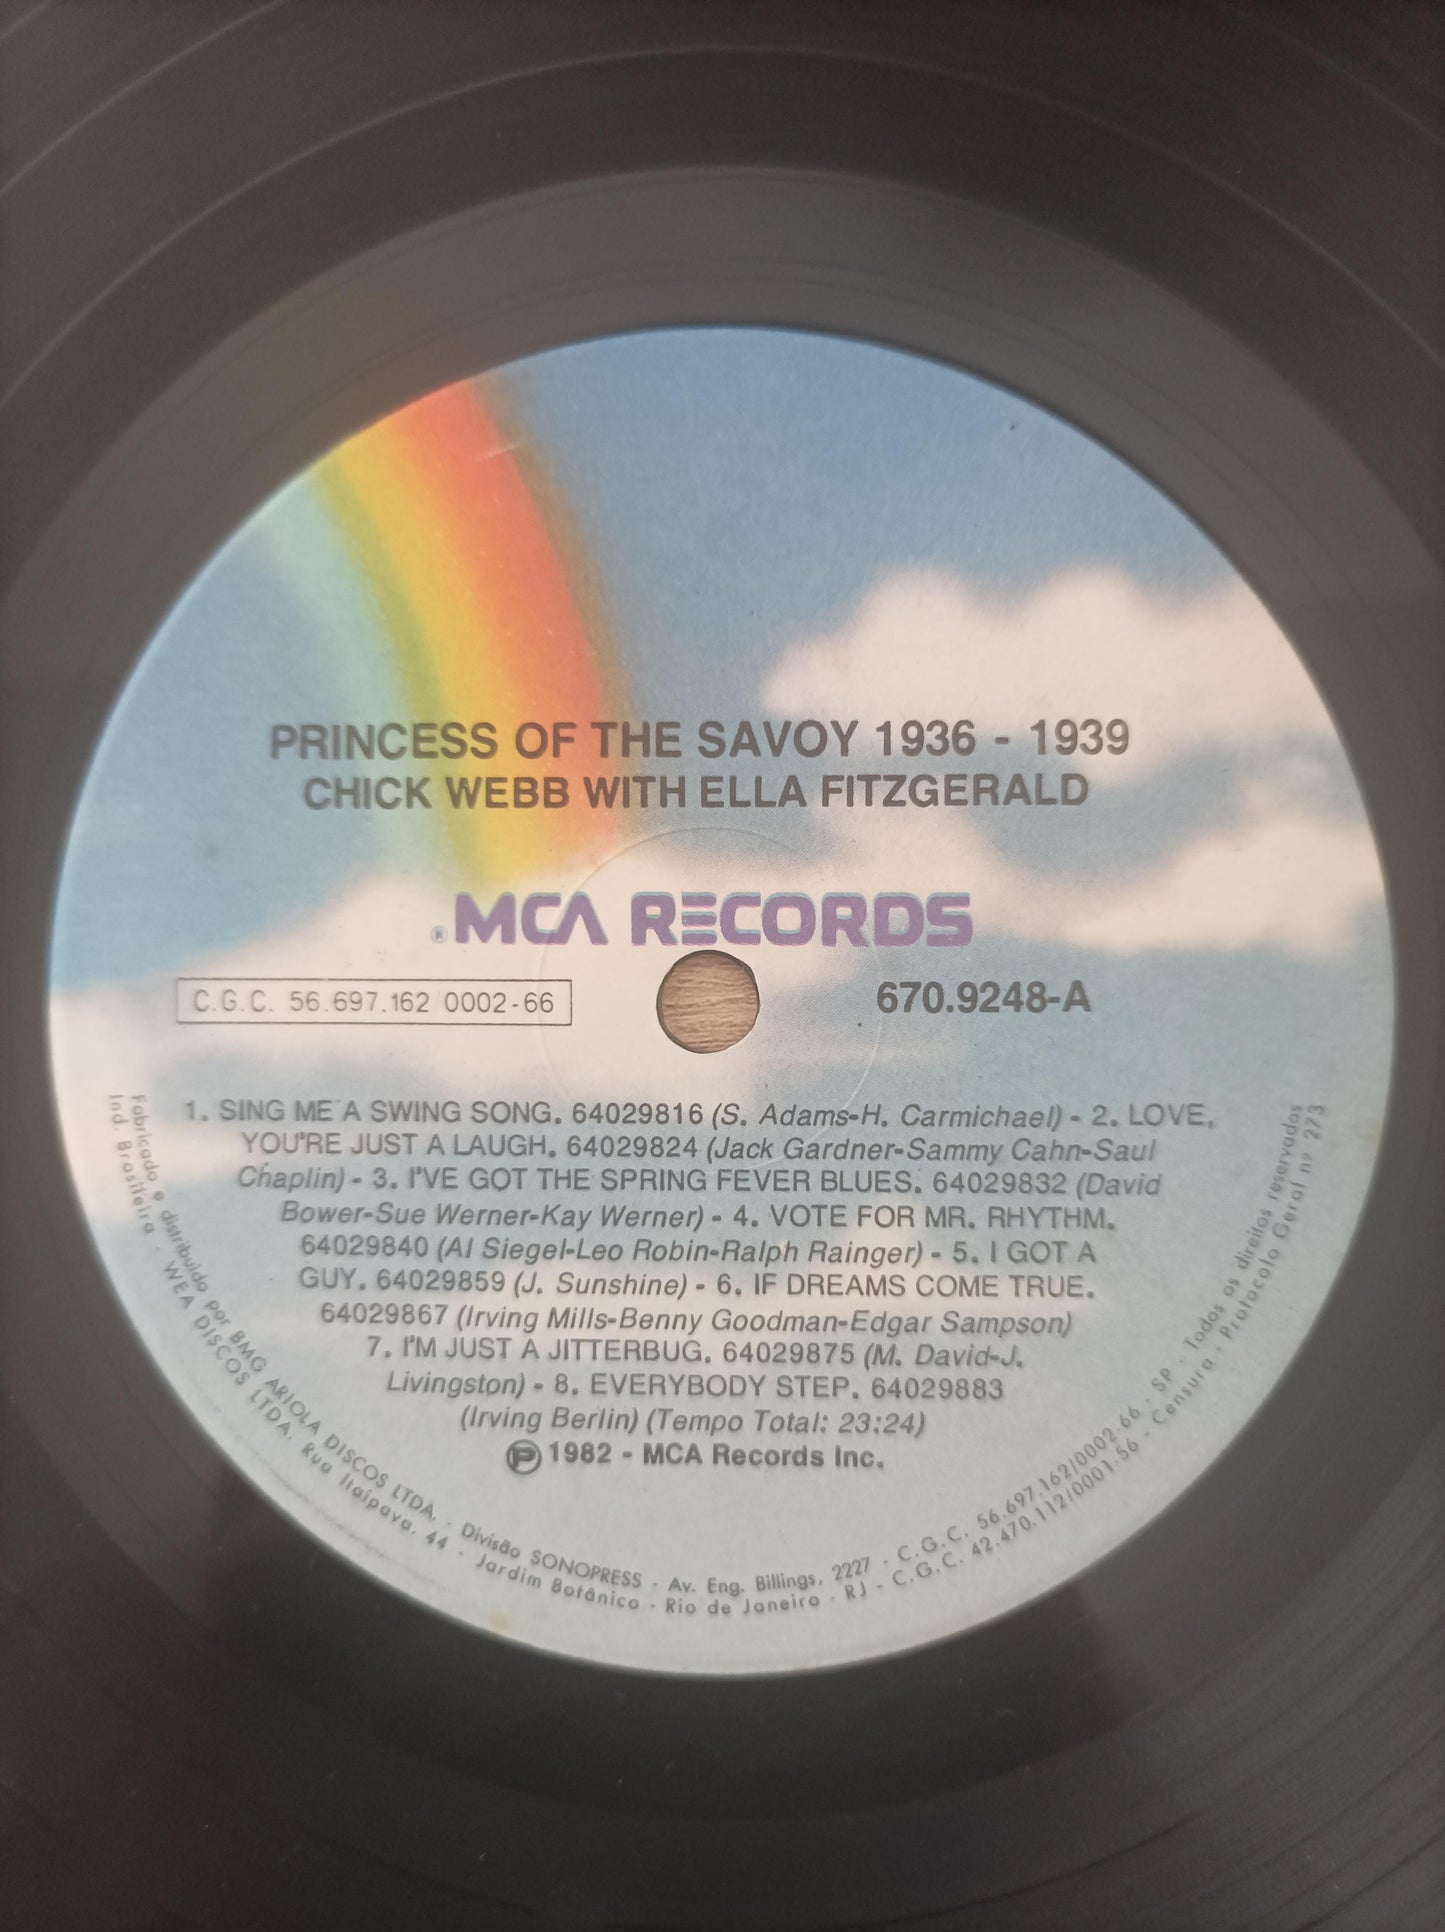 PRINCESS OF THE SAVOY 1936 - 1939
CHICK WEBB WITH ELLA FITZGERALD
® MCA RECORDS
C.G.C. 56.697.162 0002-66
670.9248-A
1. SING ME A SWING SONG. 64029816 (S. Adams-H. Carmichael) - 2. LOVE,
YOU'RE JUST A LAUGH. 64029824 (Jack Gardner-Sammy Cahn-Saul
Chaplin) - 3. I'VE GOT THE SPRING FEVER BLUES. 64029832 (David
Bower-Sue Werner-Kay Werner) - 4. VOTE FOR MR. RHYTHM.
64029840 (Al Siegel-Leo Robin-Ralph Rainger) - 5. I GOT A
GUY. 64029859 (J. Sunshine) - 6. IF DREAMS COME TRUE.
64029867 (Irving Mills-Benny Goodman-Edgar Sampson)
7. I'M JUST A JITTERBUG. 64029875 (M. David-J.
Livingston) - 8. EVERYBODY STEP. 64029883
(Irving Berlin) (Tempo Total: 23:24)
℗ 1982 - MCA Records Inc.
Fabricado e distribuido por BMG ARIOLA DISCOS LTDA. - Divisão SONOPRESS - Av. Eng. Billings, 2227 - C.G.C. 56.697.162/0002-66 - SP - Todos os direitos reservados
Ind. Brasileira - WEA DISCOS LTDA. Rua Itaipava, 44 - Jardim Botânico - Rio de Janeiro - RJ - C.G.C. 42.470.112/0001-56 - Censura - Protocolo Geral nº 273